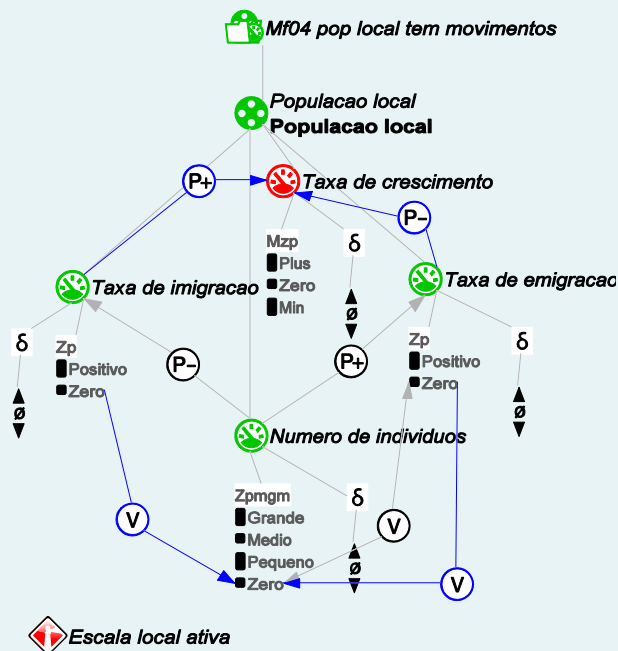 Mf04 pop local tem movimentos
Populacao local
Populacao local
P+
Taxa de crescimento
P-
Mzp
Plus
Zero
Min
δ
ø
Taxa de imigracao
Taxa de emigracao
δ
Zp
Positivo
Zero
ø
P-
P+
Zp
Positivo
Zero
δ
ø
Numero de individuos
Zpmgm
Grande
Medio
Pequeno
Zero
δ
ø
V
V
V
Escala local ativa